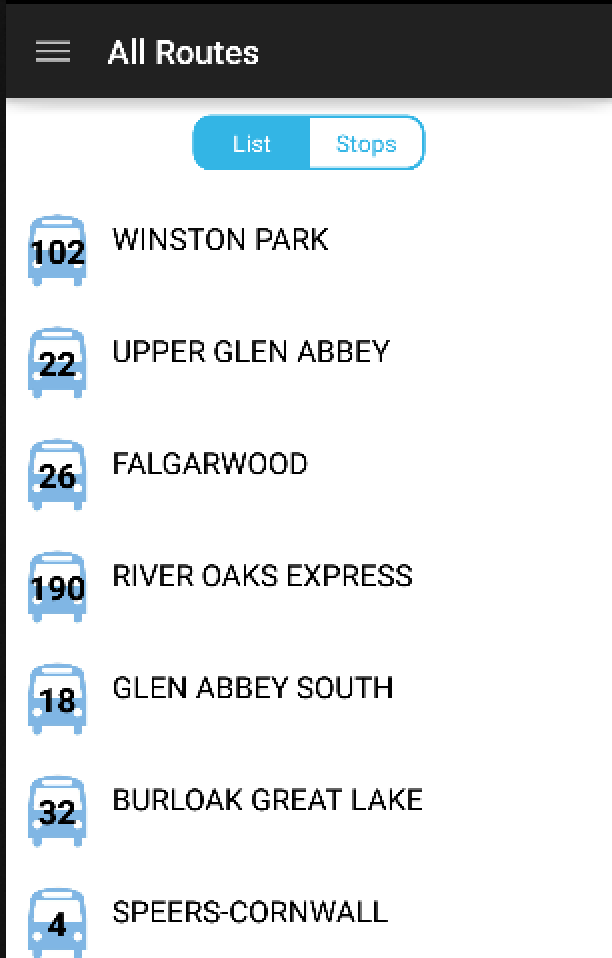 All Routes
List Stops
102 WINSTON PARK
22 UPPER GLEN ABBEY
26 FALGARWOOD
190 RIVER OAKS EXPRESS
18 GLEN ABBEY SOUTH
32 BURLOAK GREAT LAKE
4 SPEERS-CORNWALL